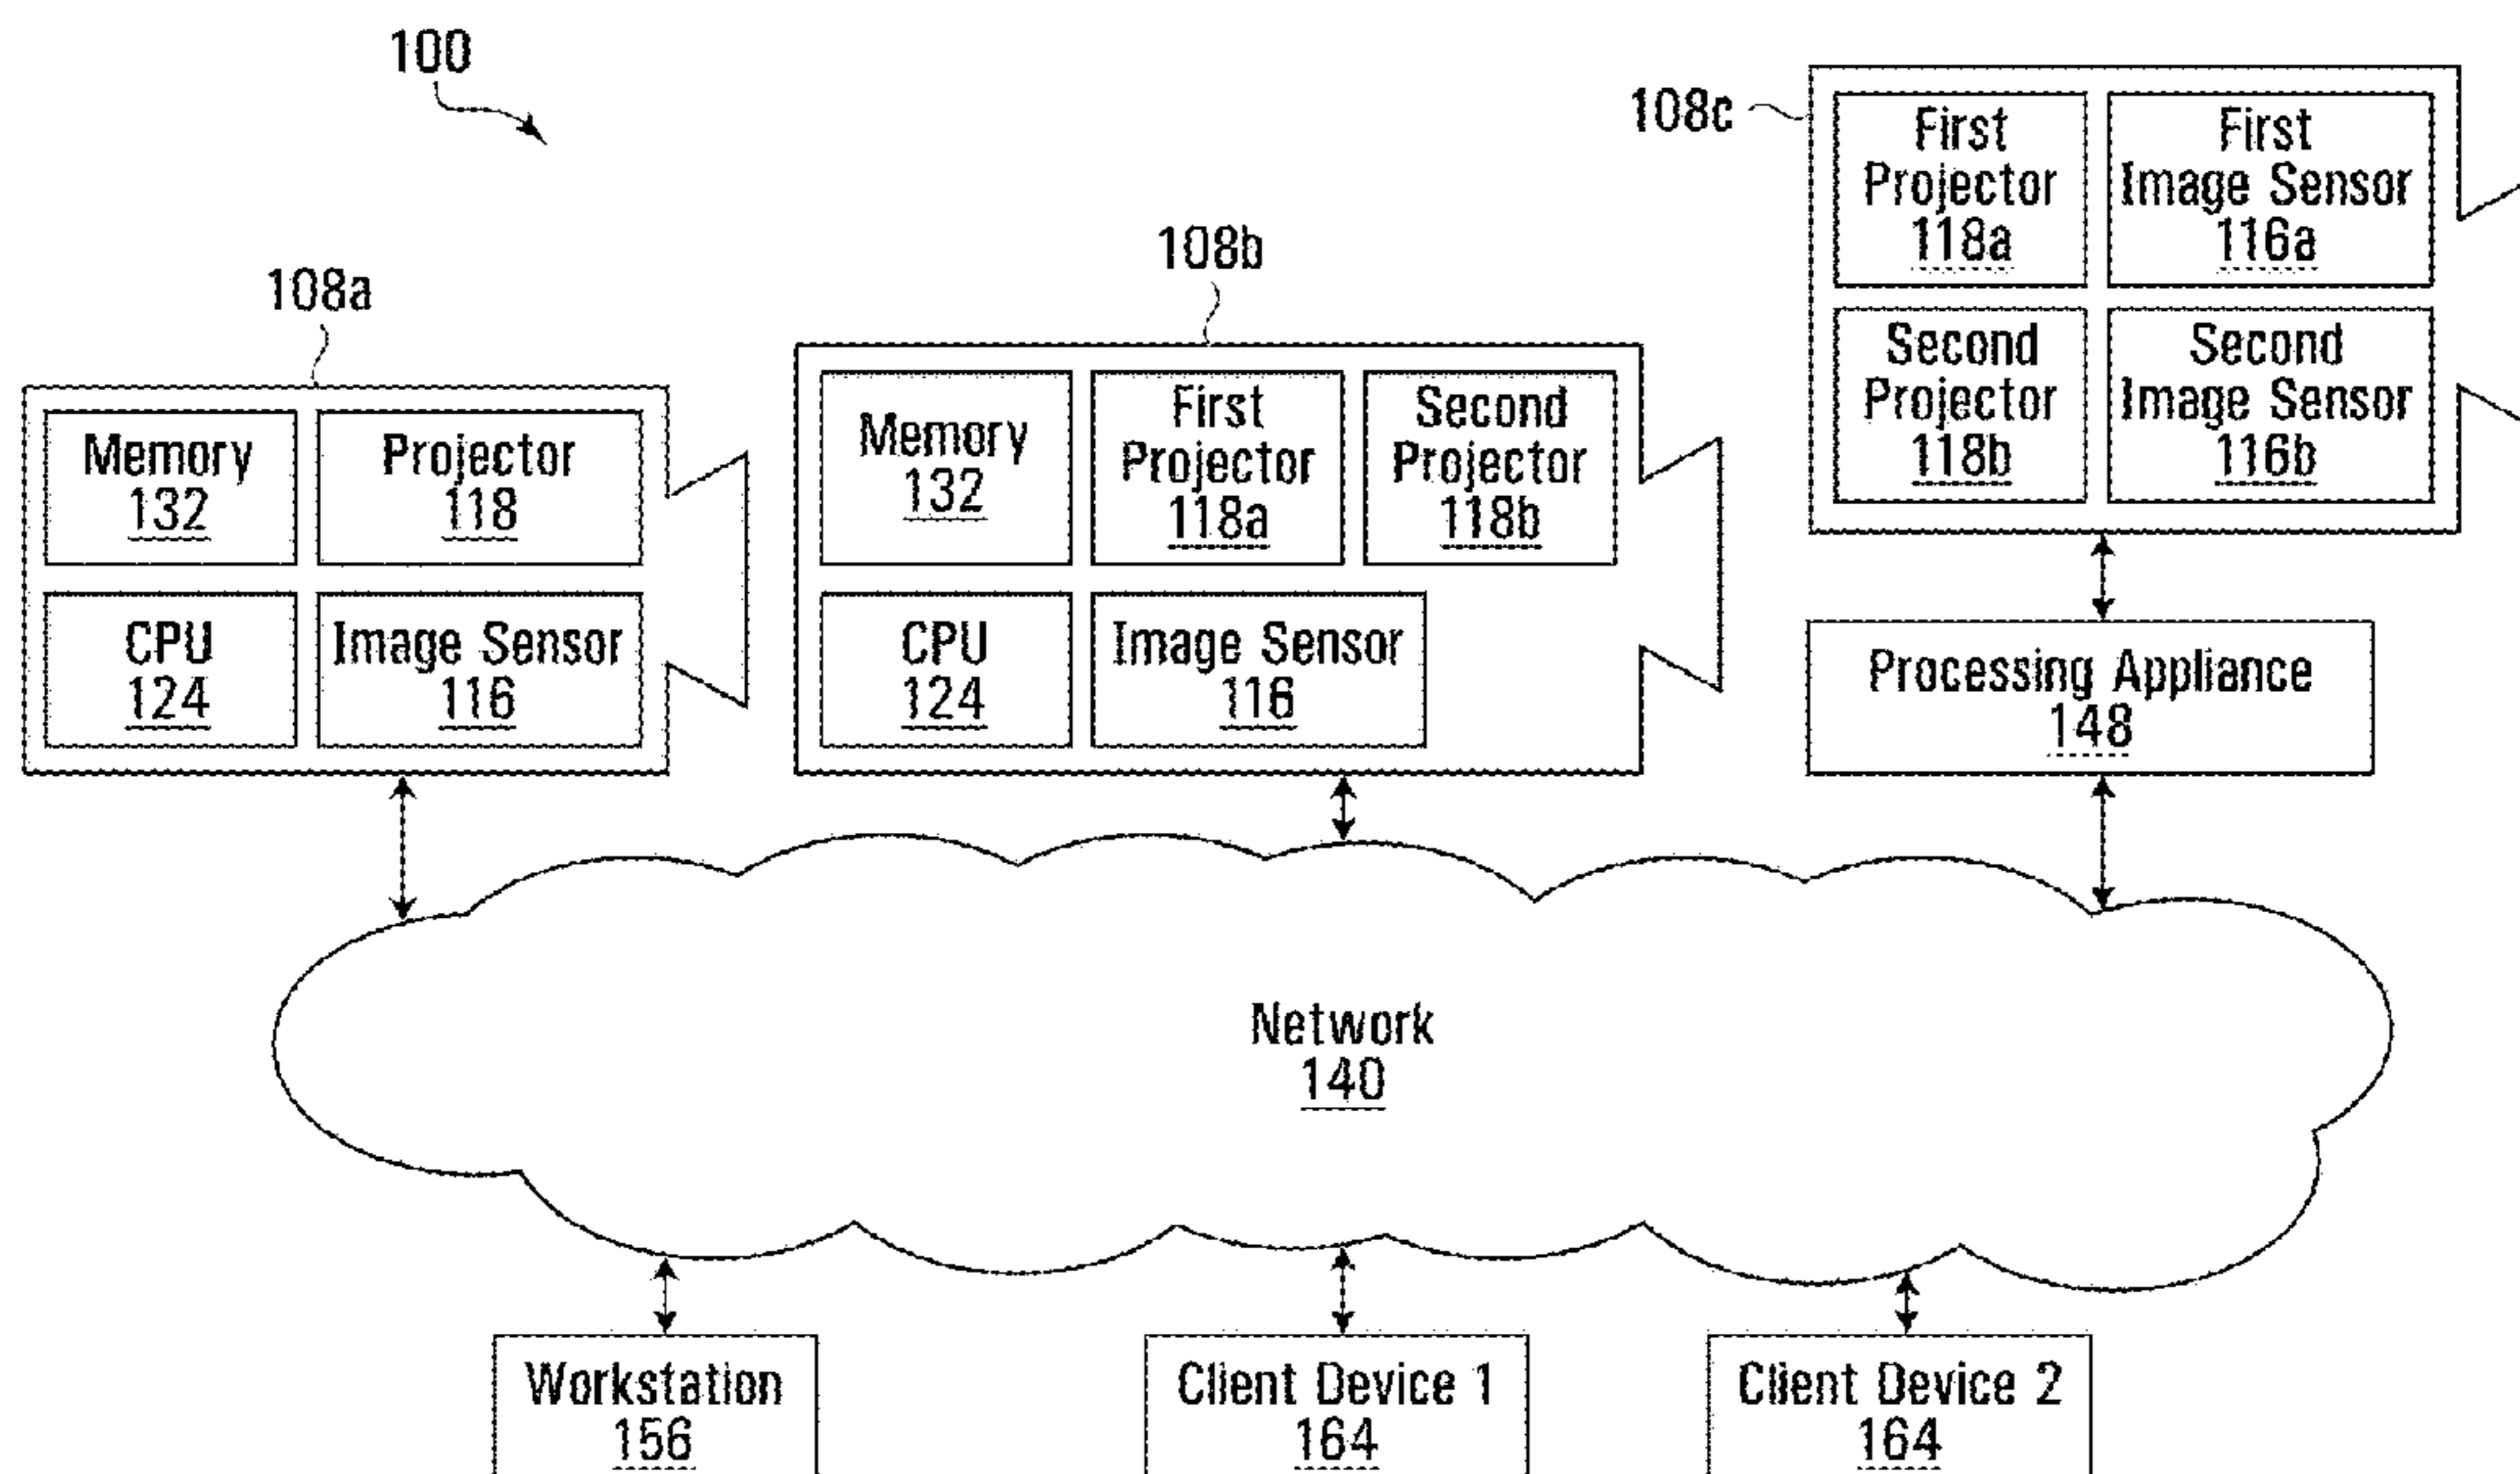 100
108c
First
Projector
118a
First
Image Sensor
116a
Second
Projector
118b
Second
Image Sensor
116b
108a
Memory
132
Projector
118
CPU
124
Image Sensor
116
108b
Memory
132
First
Projector
118a
Second
Projector
118b
CPU
124
Image Sensor
116
Processing Appliance
148
Network
140
Workstation
156
Client Device 1
164
Client Device 2
164